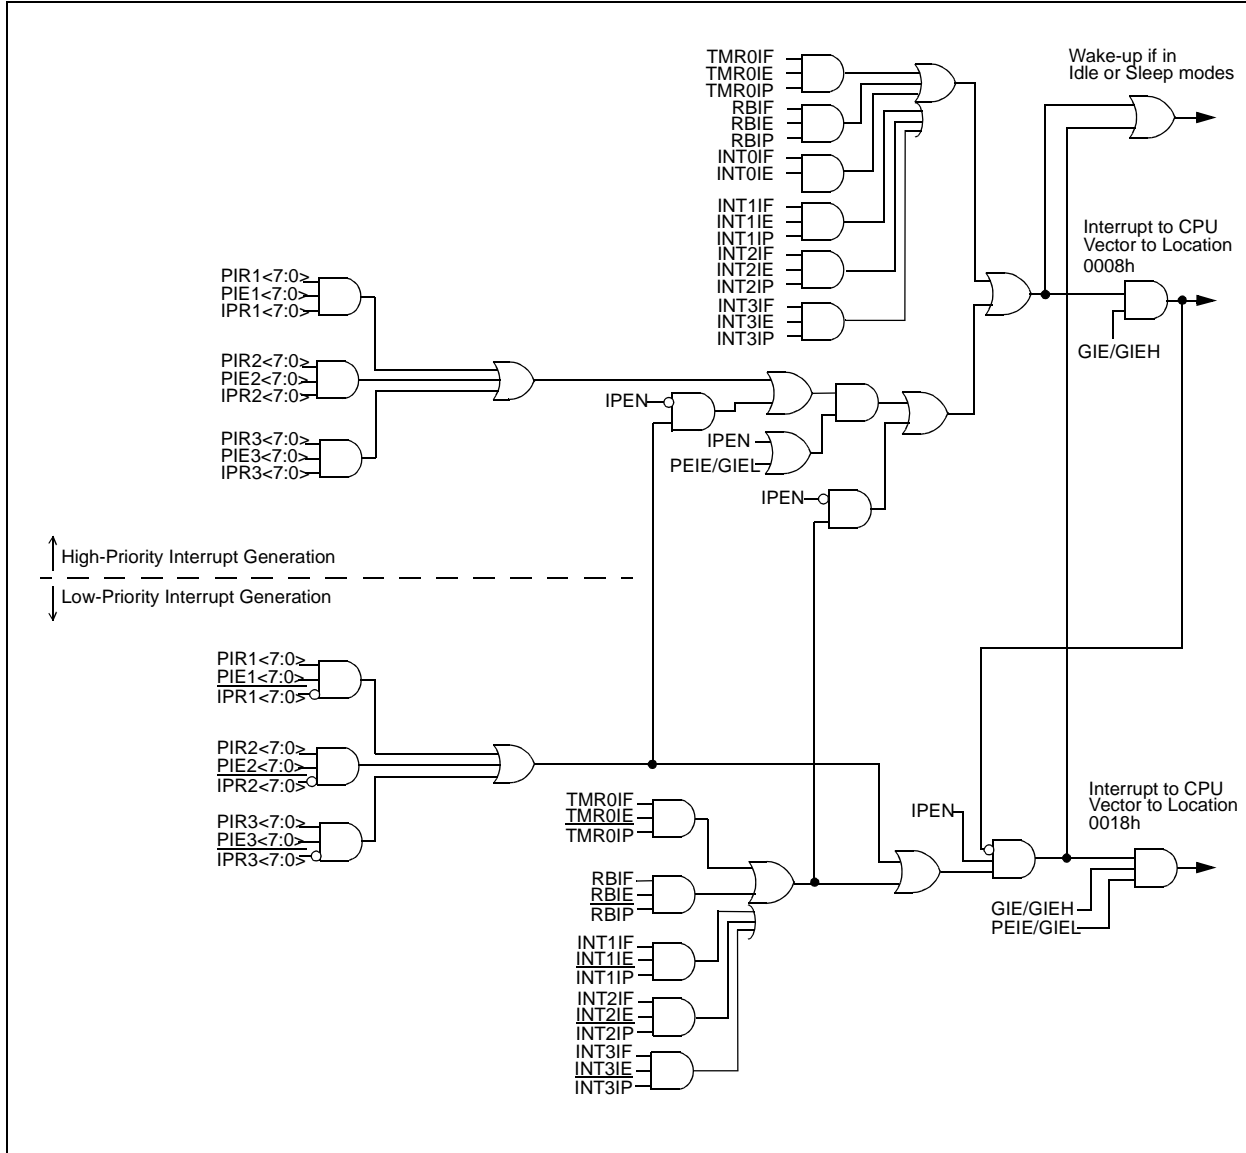 TMR0IF
TMR0IE
TMR0IP
RBIF
RBIE
RBIP
INT0IF
INT0IE
INT1IF
INT1IE
INT1IP
INT2IF
INT2IE
INT2IP
INT3IF
INT3IE
INT3IP
Wake-up if in
Idle or Sleep modes
Interrupt to CPU
Vector to Location
0008h
GIE/GIEH
PIR1<7:0>
PIE1<7:0>
IPR1<7:0>
PIR2<7:0>
PIE2<7:0>
IPR2<7:0>
PIR3<7:0>
PIE3<7:0>
IPR3<7:0>
IPEN
IPEN
PEIE/GIEL
IPEN
High-Priority Interrupt Generation
Low-Priority Interrupt Generation
PIR1<7:0>
PIE1<7:0>
IPR1<7:0>
PIR2<7:0>
PIE2<7:0>
IPR2<7:0>
PIR3<7:0>
PIE3<7:0>
IPR3<7:0>
TMR0IF
TMR0IE
TMR0IP
RBIF
RBIE
RBIP
INT1IF
INT1IE
INT1IP
INT2IF
INT2IE
INT2IP
INT3IF
INT3IE
INT3IP
IPEN
Interrupt to CPU
Vector to Location
0018h
GIE/GIEH
PEIE/GIEL